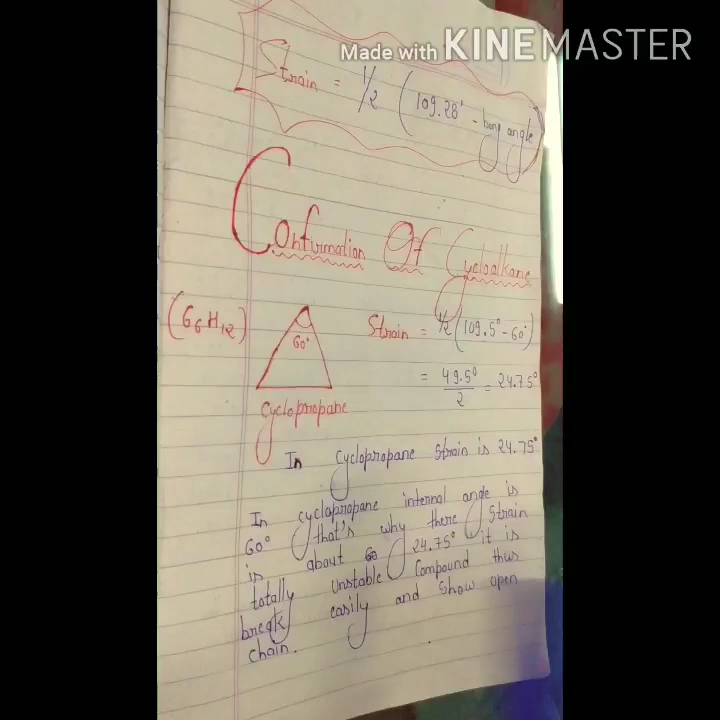 Made with KINEMASTER
Strain = 1/2 (109.28' - bong angle
Confirmation Of Cycloalkane
(C6H12)
60°
Strain = 1/2 (109.5° - 60°)
= 49.5°/2 = 24.75°
Cyclopropane
In cyclopropane strain is 24.75°
In cyclopropane internal angle is
60° that's why there strain
is about 60 24.75° it is
totally unstable compound thus
break easily and show open
chain.